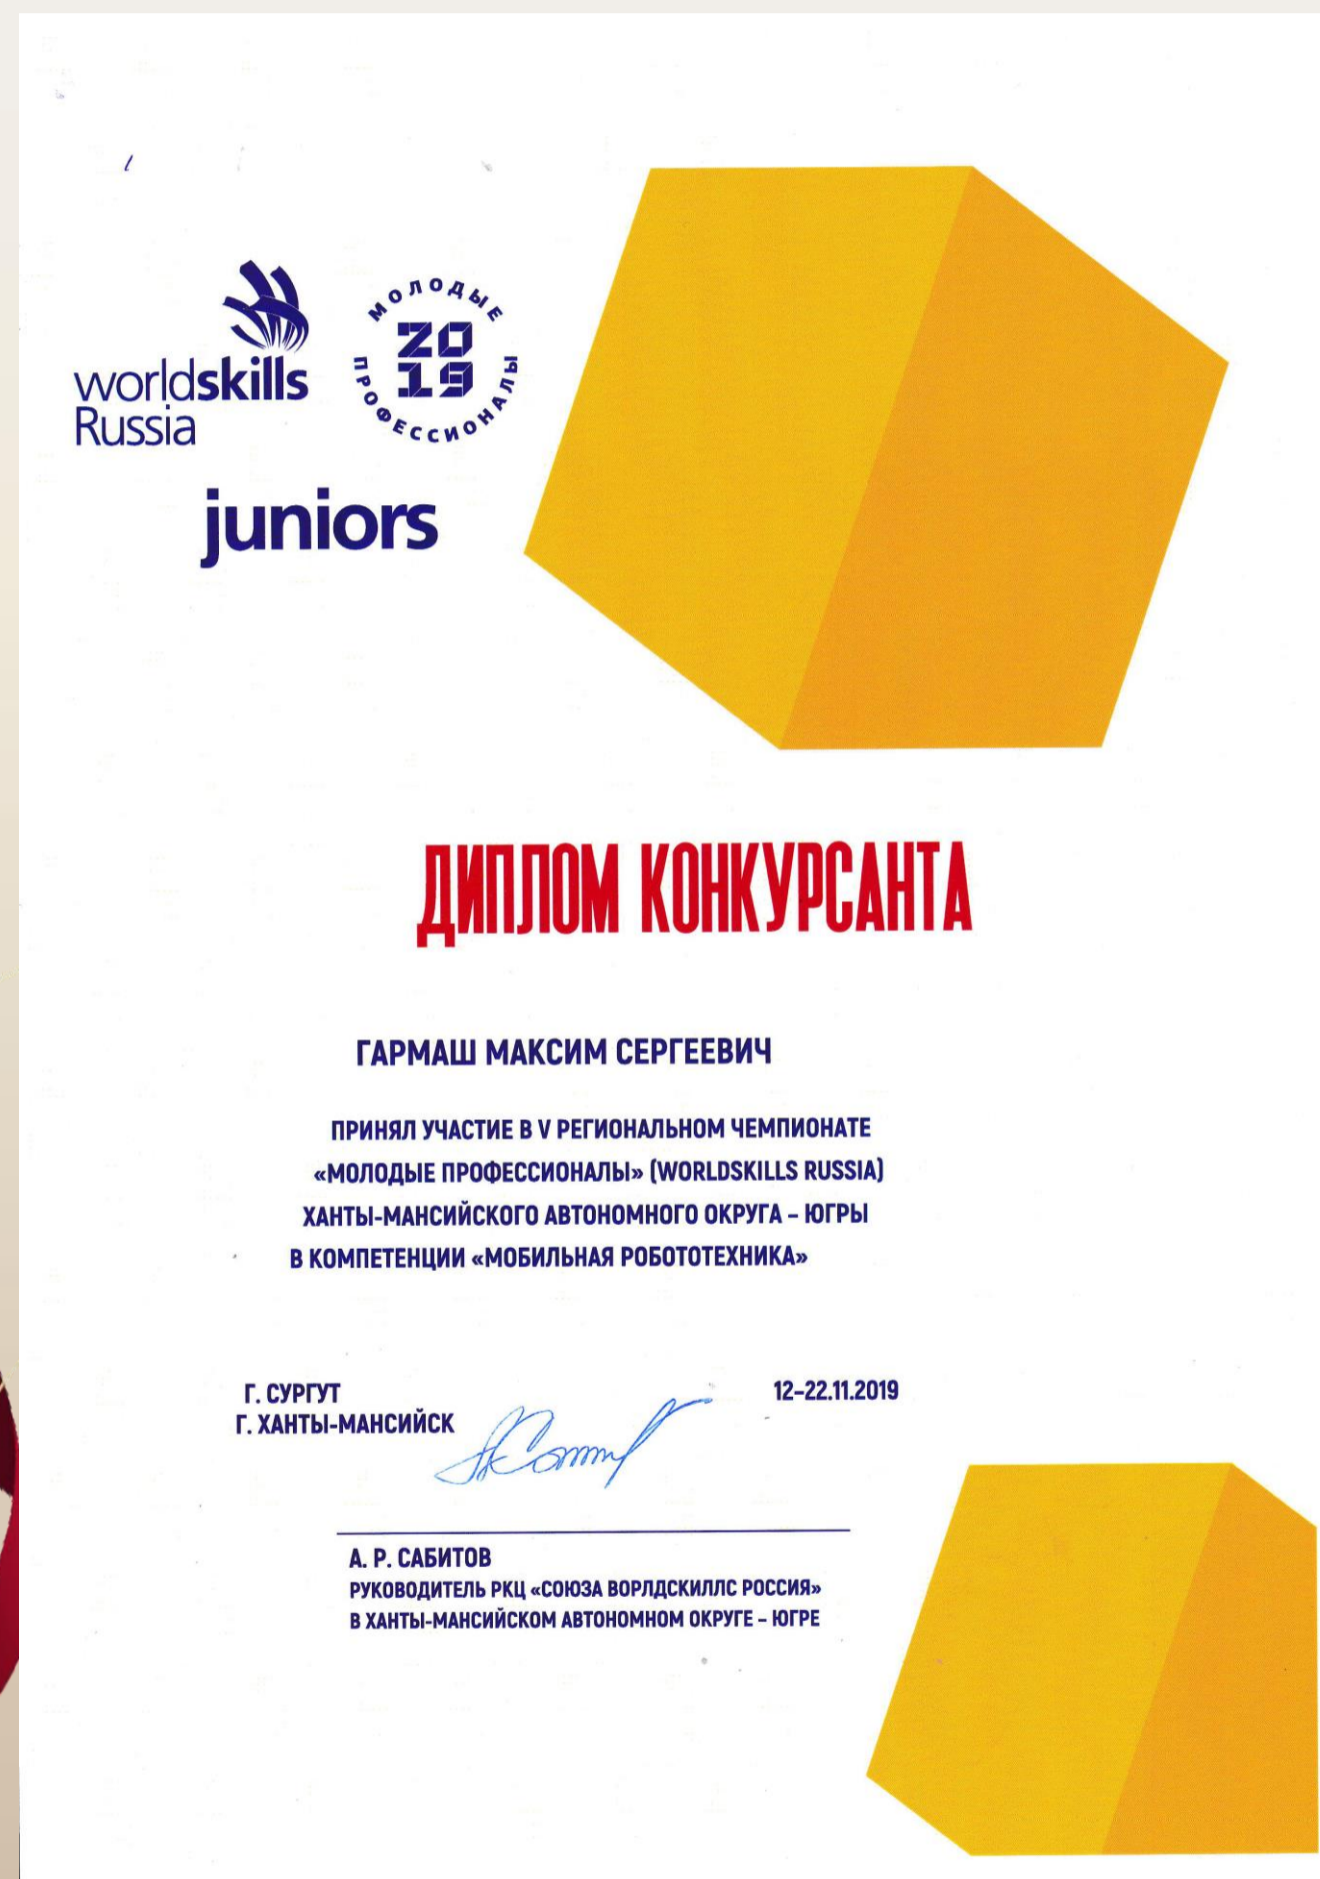 worldskills
Russia
МОЛОДЫЕ
2019
ПРОФЕССИОНАЛЫ
juniors
ДИПЛОМ КОНКУРСАНТА
ГАРМАШ МАКСИМ СЕРГЕЕВИЧ
ПРИНЯЛ УЧАСТИЕ В V РЕГИОНАЛЬНОМ ЧЕМПИОНАТЕ
«МОЛОДЫЕ ПРОФЕССИОНАЛЫ» (WORLDSKILLS RUSSIA)
ХАНТЫ-МАНСИЙСКОГО АВТОНОМНОГО ОКРУГА – ЮГРЫ
В КОМПЕТЕНЦИИ «МОБИЛЬНАЯ РОБОТОТЕХНИКА»
Г. СУРГУТ
Г. ХАНТЫ-МАНСИЙСК
12–22.11.2019
А. Р. САБИТОВ
РУКОВОДИТЕЛЬ РКЦ «СОЮЗА ВОРЛДСКИЛЛС РОССИЯ»
В ХАНТЫ-МАНСИЙСКОМ АВТОНОМНОМ ОКРУГЕ – ЮГРЕ